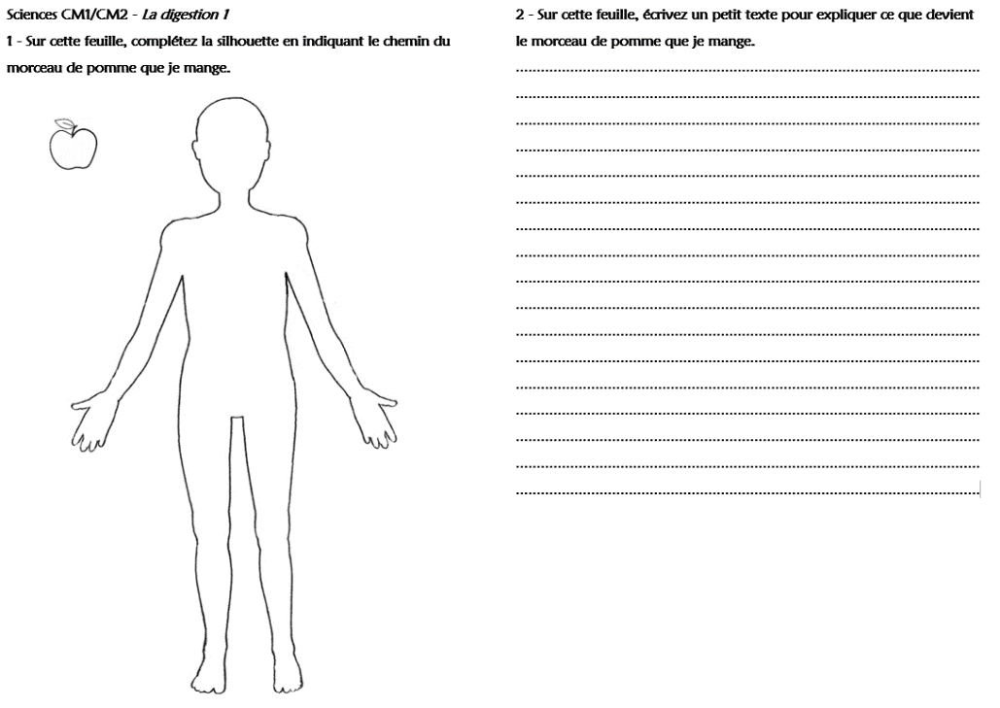 Sciences CM1/CM2 - La digestion 1
1 - Sur cette feuille, complétez la silhouette en indiquant le chemin du
morceau de pomme que je mange.
2 - Sur cette feuille, écrivez un petit texte pour expliquer ce que devient
le morceau de pomme que je mange.